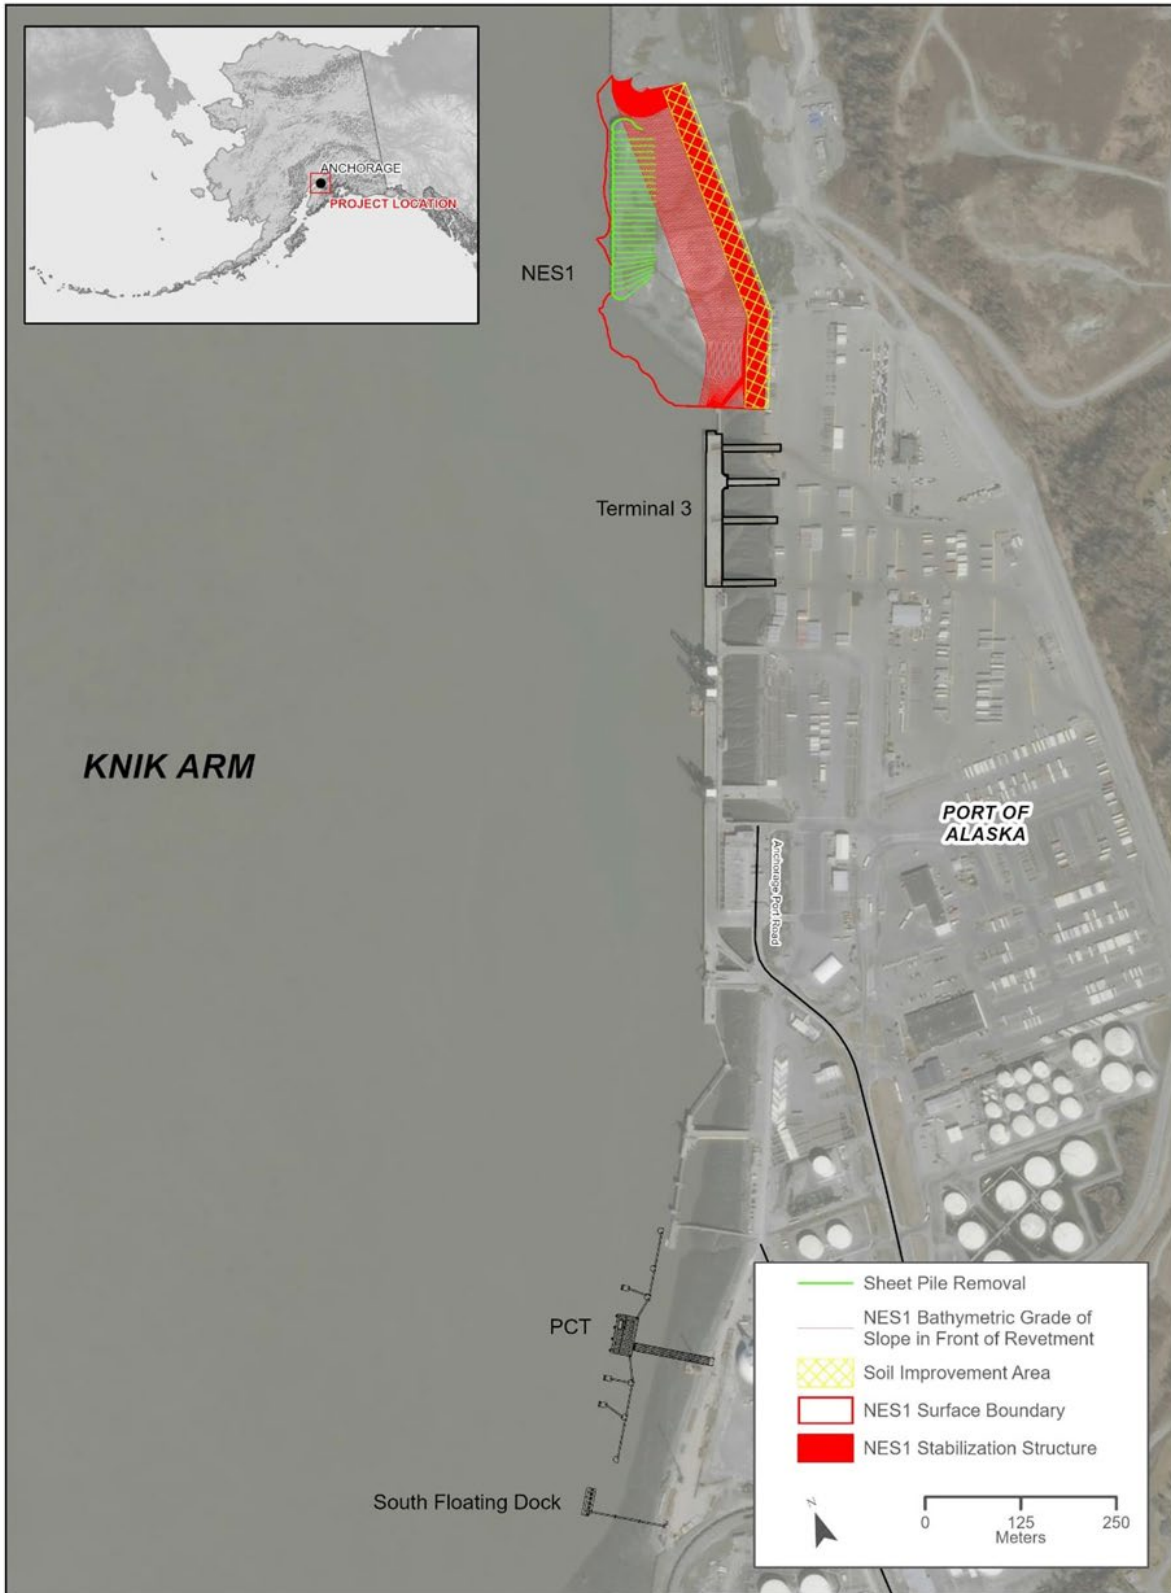 ANCHORAGE
PROJECT LOCATION
NES1
Terminal 3
KNIK ARM
PORT OF
ALASKA
Anchorage Port Road
PCT
South Floating Dock
Sheet Pile Removal
NES1 Bathymetric Grade of
Slope in Front of Revetment
Soil Improvement Area
NES1 Surface Boundary
NES1 Stabilization Structure
N
0 125 250
Meters